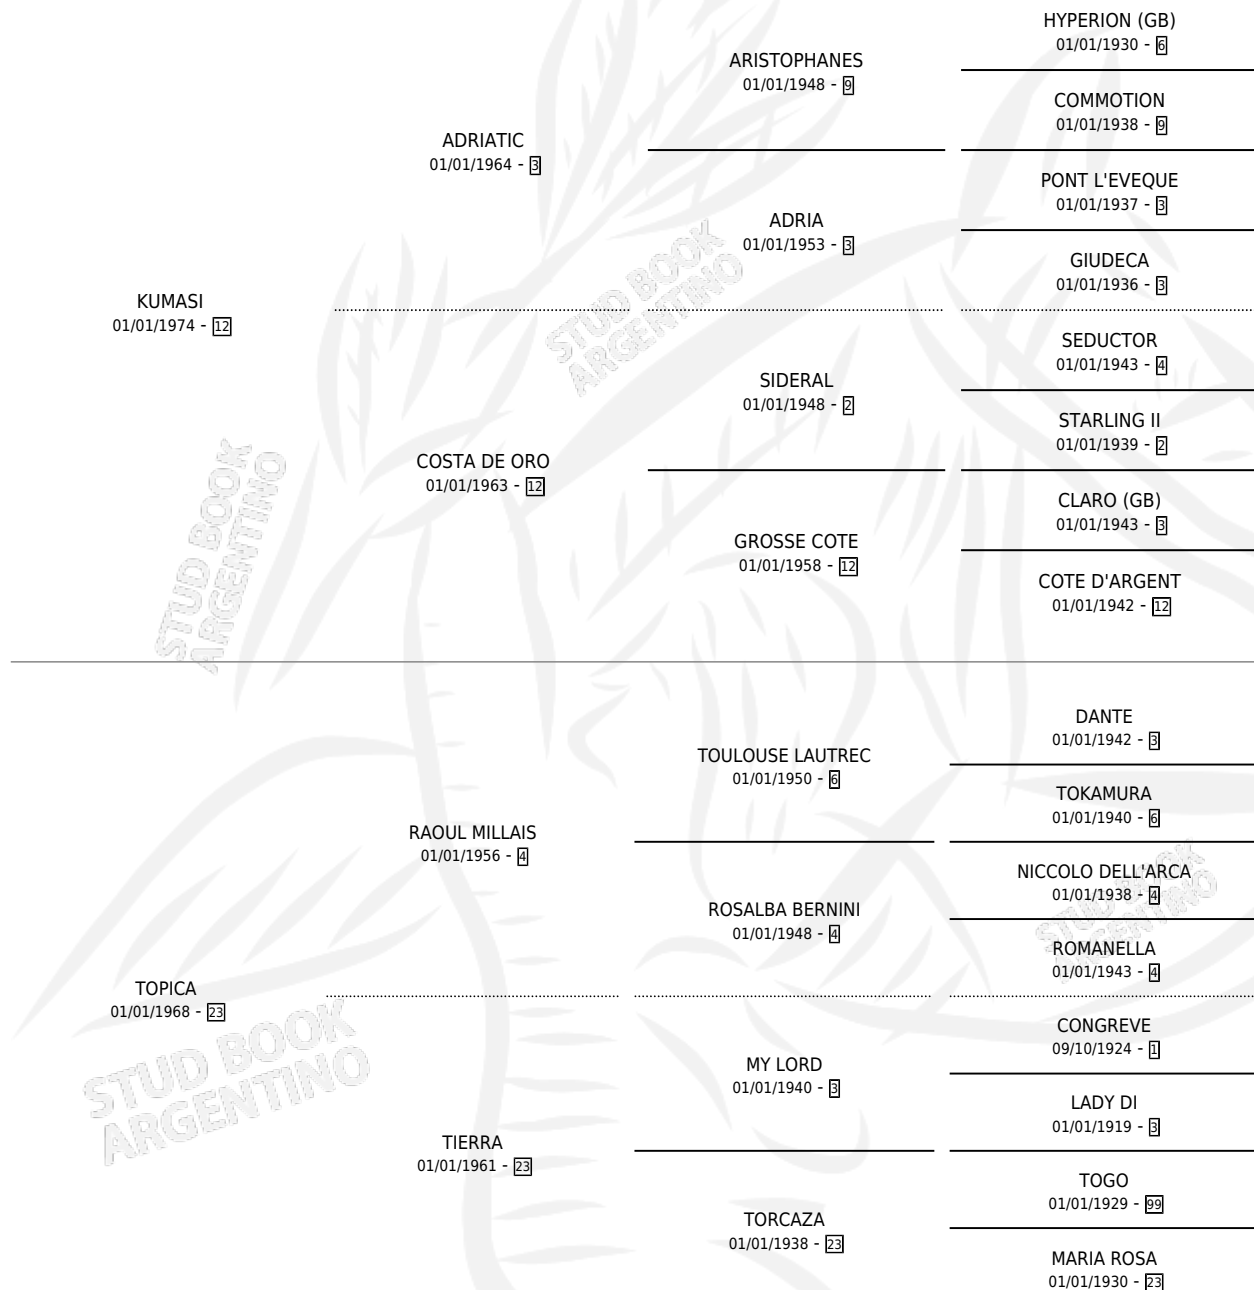 HYPERION (GB)
01/01/1930 - 6
ARISTOPHANES
01/01/1948 - 9
COMMOTION
01/01/1938 - 9
ADRIATIC
01/01/1964 - 3
PONT L'EVEQUE
01/01/1937 - 3
ADRIA
01/01/1953 - 3
GIUDECA
01/01/1936 - 3
KUMASI
01/01/1974 - 12
SEDUCTOR
01/01/1943 - 4
SIDERAL
01/01/1948 - 2
STARLING II
01/01/1939 - 2
COSTA DE ORO
01/01/1963 - 12
CLARO (GB)
01/01/1943 - 3
GROSSE COTE
01/01/1958 - 12
COTE D'ARGENT
01/01/1942 - 12
DANTE
01/01/1942 - 3
TOULOUSE LAUTREC
01/01/1950 - 6
TOKAMURA
01/01/1940 - 6
RAOUL MILLAIS
01/01/1956 - 4
NICCOLO DELL'ARCA
01/01/1938 - 4
ROSALBA BERNINI
01/01/1948 - 4
ROMANELLA
01/01/1943 - 4
TOPICA
01/01/1968 - 23
CONGREVE
09/10/1924 - 1
MY LORD
01/01/1940 - 3
LADY DI
01/01/1919 - 3
TIERRA
01/01/1961 - 23
TOGO
01/01/1929 - 99
TORCAZA
01/01/1938 - 23
MARIA ROSA
01/01/1930 - 23
STUD BOOK
ARGENTINO
STUD BOOK
ARGENTINO
STUD BOOK
ARGENTINO
STUD BOOK
ARGENTINO